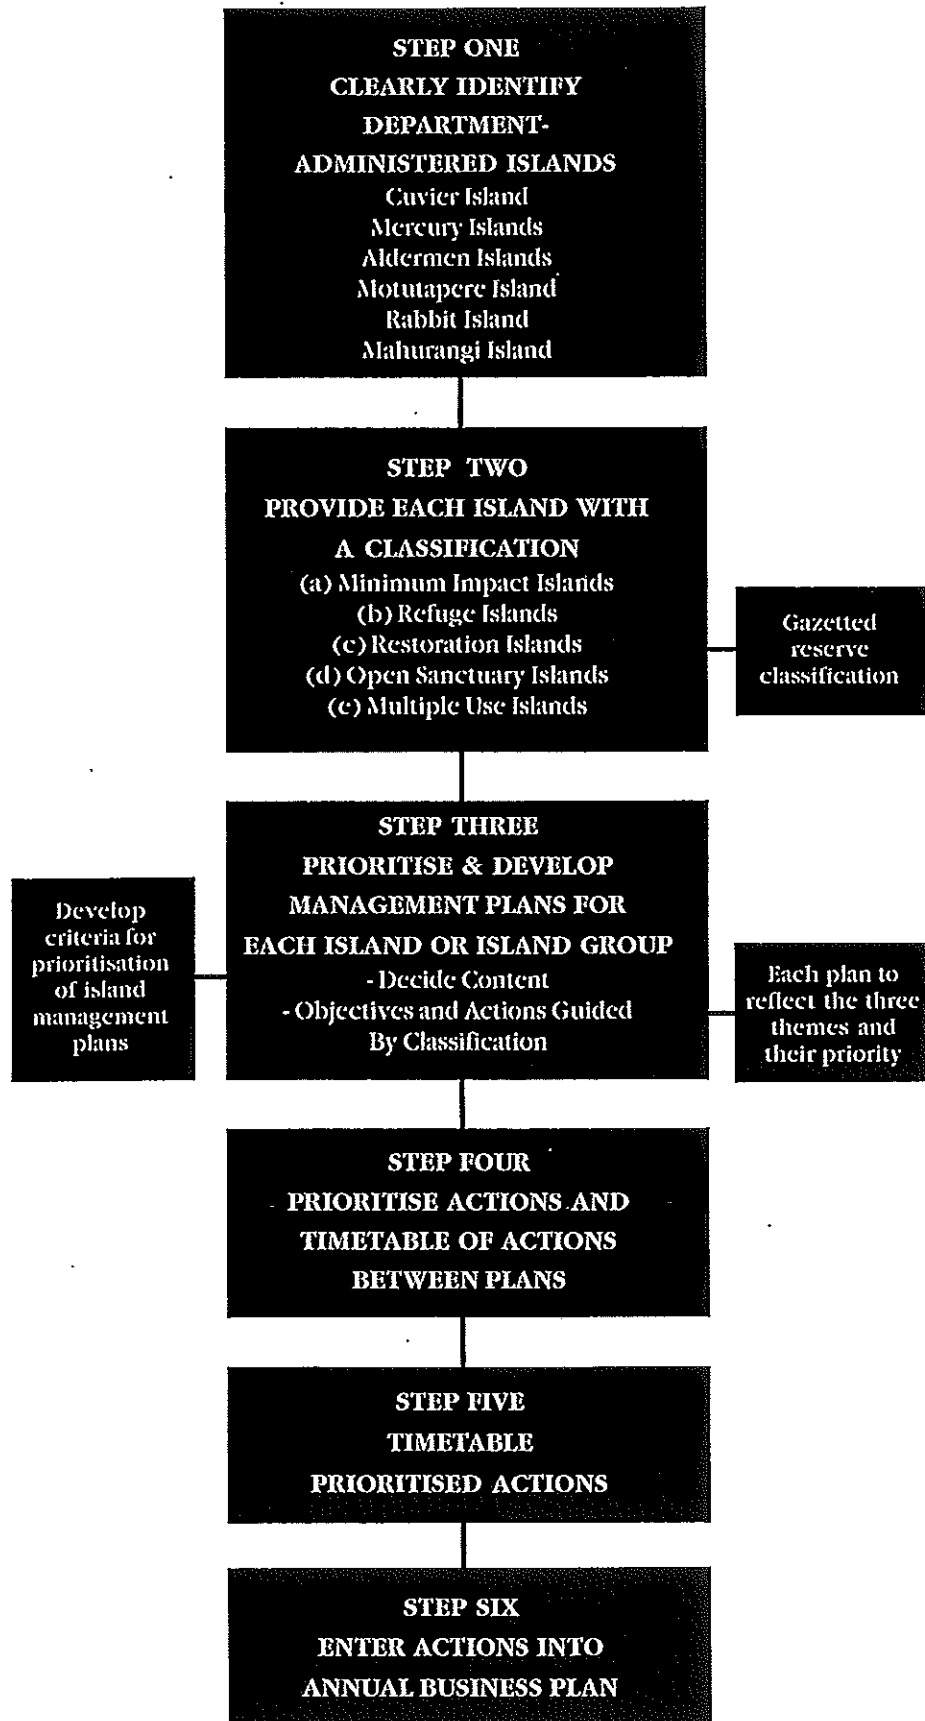 STEP ONE
CLEARLY IDENTIFY
DEPARTMENT-
ADMINISTERED ISLANDS
Cuvier Island
Mercury Islands
Aldermen Islands
Motutapere Island
Rabbit Island
Mahurangi Island
STEP TWO
PROVIDE EACH ISLAND WITH
A CLASSIFICATION
(a) Minimum Impact Islands
(b) Refuge Islands
(c) Restoration Islands
(d) Open Sanctuary Islands
(e) Multiple Use Islands
Gazetted
reserve
classification
STEP THREE
PRIORITISE & DEVELOP
MANAGEMENT PLANS FOR
EACH ISLAND OR ISLAND GROUP
- Decide Content
- Objectives and Actions Guided
By Classification
Develop
criteria for
prioritisation
of island
management
plans
Each plan to
reflect the three
themes and
their priority
STEP FOUR
PRIORITISE ACTIONS AND
TIMETABLE OF ACTIONS
BETWEEN PLANS
STEP FIVE
TIMETABLE
PRIORITISED ACTIONS
STEP SIX
ENTER ACTIONS INTO
ANNUAL BUSINESS PLAN